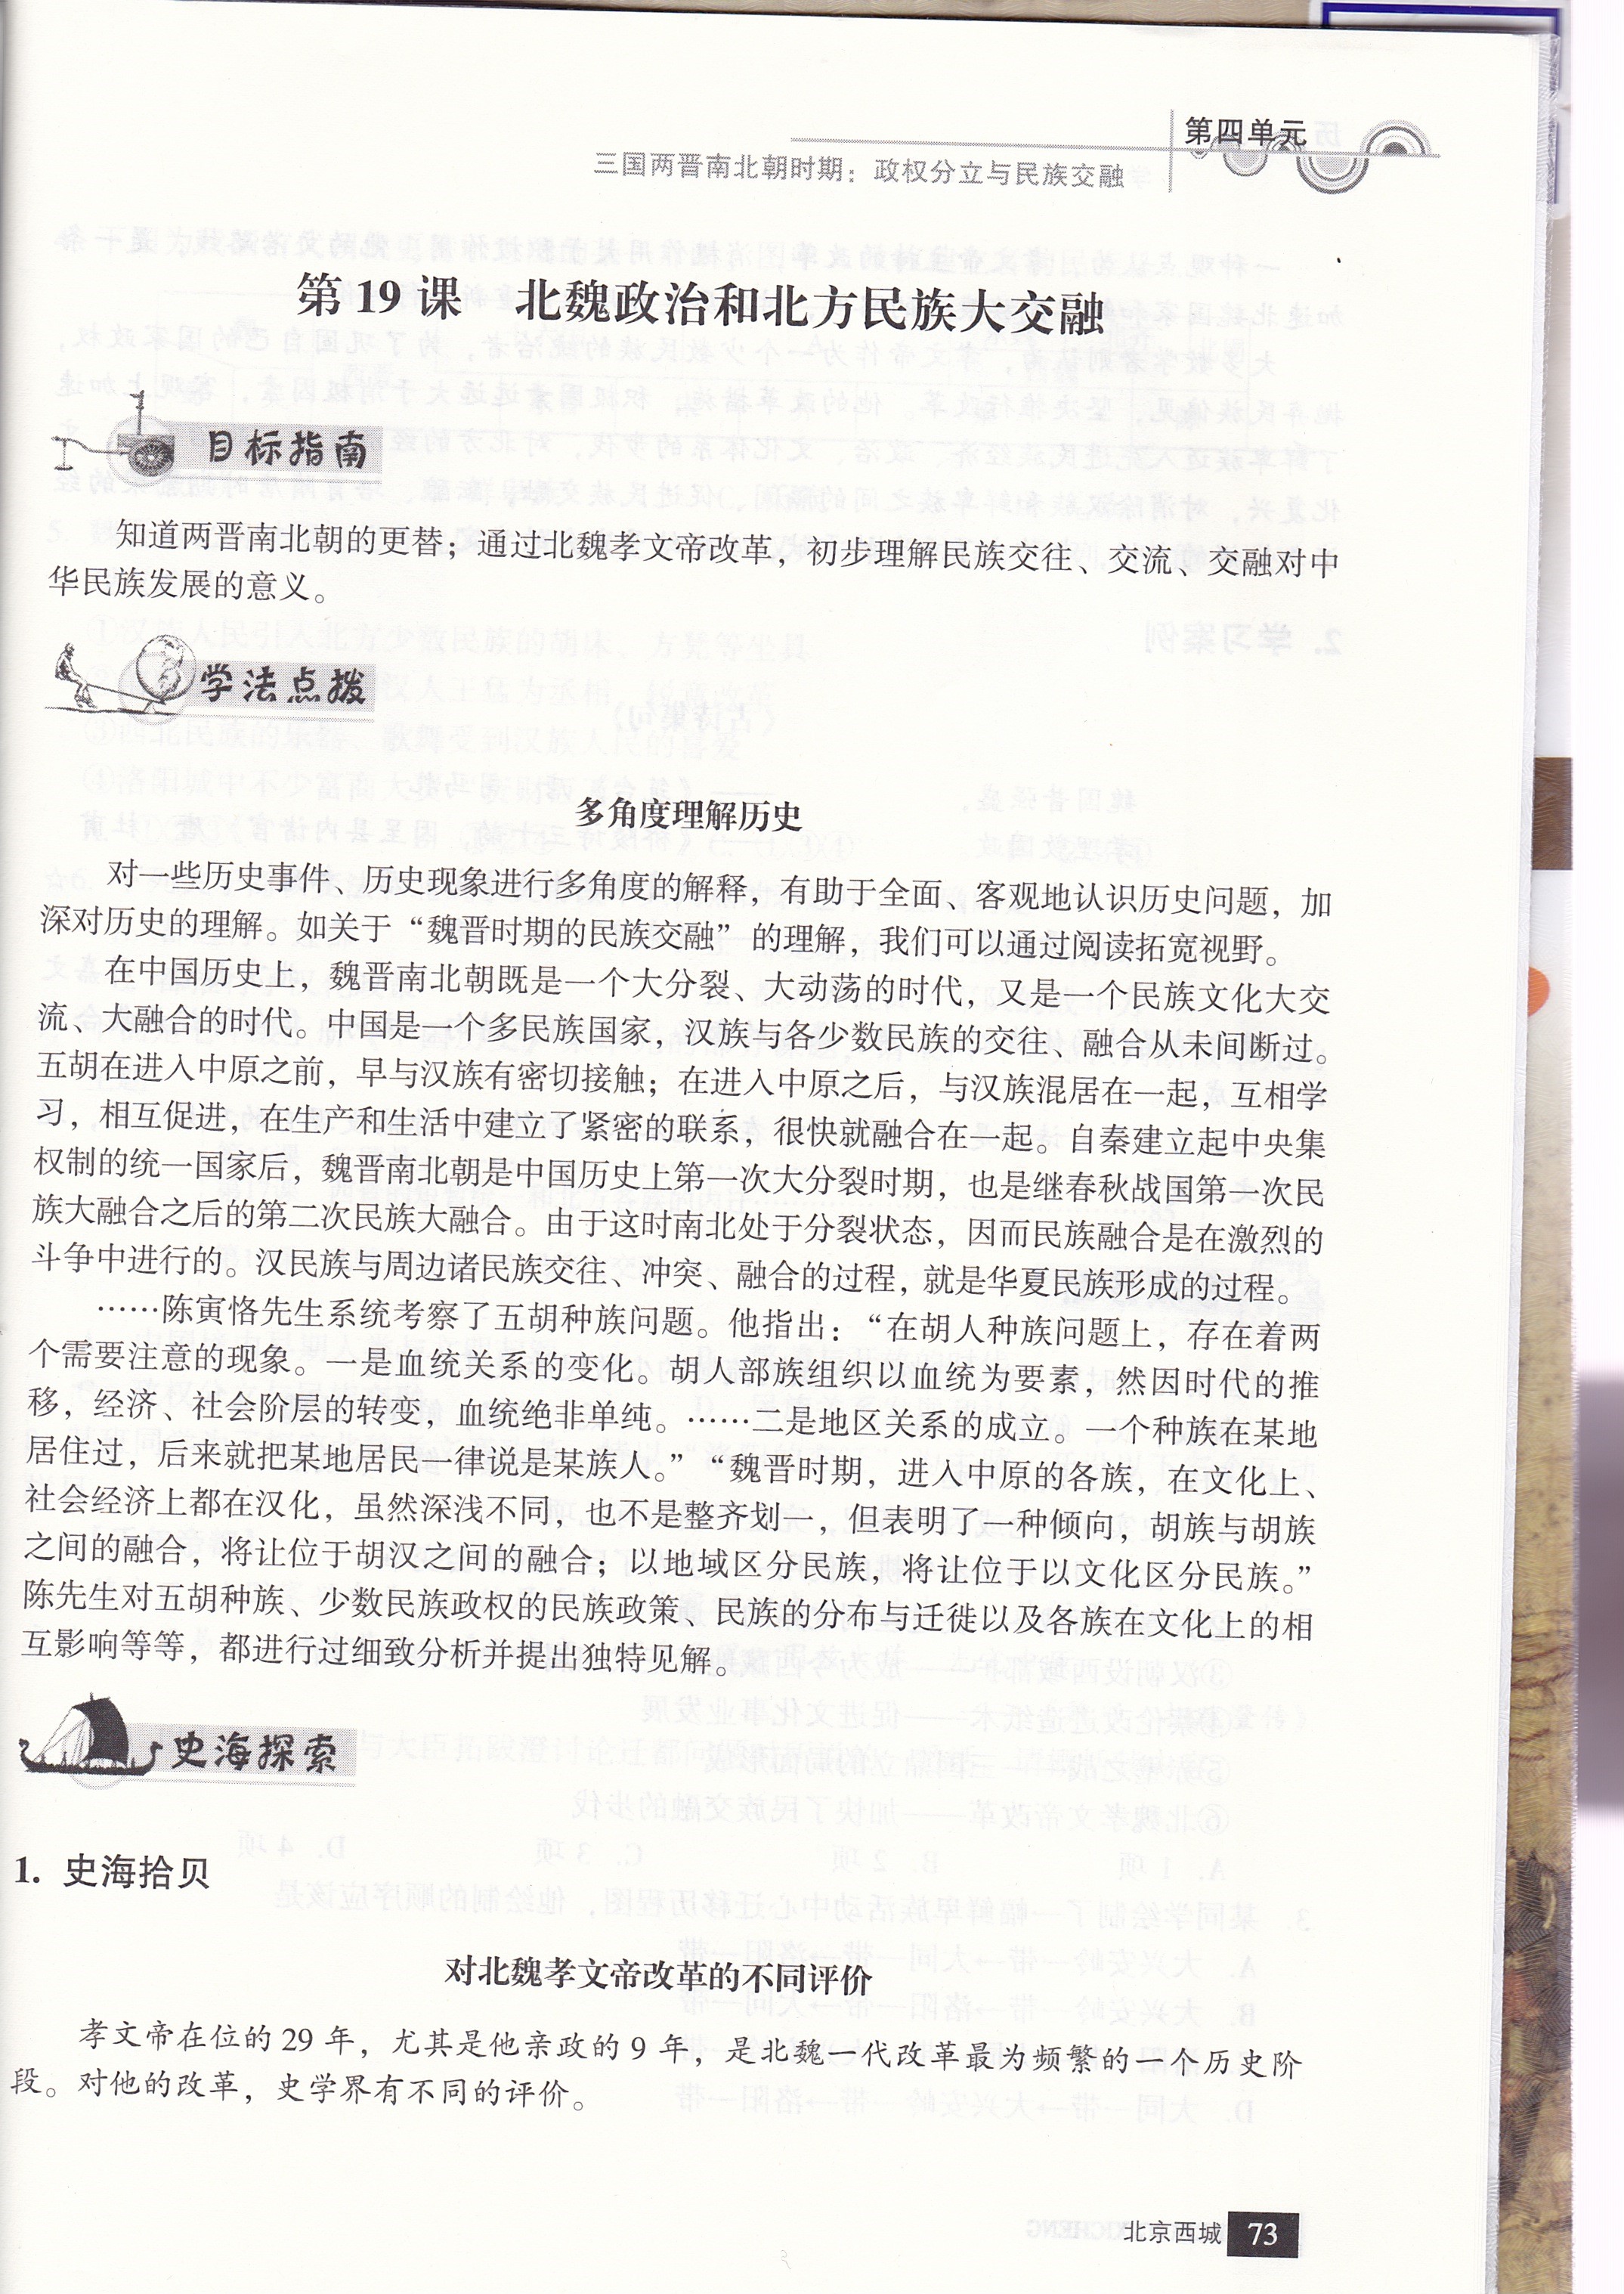 第四单元
三国两晋南北朝时期：政权分立与民族交融
第 19 课　北魏政治和北方民族大交融
目标指南
知道两晋南北朝的更替；通过北魏孝文帝改革，初步理解民族交往、交流、交融对中
华民族发展的意义。
学法点拨
多角度理解历史
对一些历史事件、历史现象进行多角度的解释，有助于全面、客观地认识历史问题，加
深对历史的理解。如关于“魏晋时期的民族交融”的理解，我们可以通过阅读拓宽视野。
在中国历史上，魏晋南北朝既是一个大分裂、大动荡的时代，又是一个民族文化大交
流、大融合的时代。中国是一个多民族国家，汉族与各少数民族的交往、融合从未间断过。
五胡在进入中原之前，早与汉族有密切接触；在进入中原之后，与汉族混居在一起，互相学
习，相互促进，在生产和生活中建立了紧密的联系，很快就融合在一起。自秦建立起中央集
权制的统一国家后，魏晋南北朝是中国历史上第一次大分裂时期，也是继春秋战国第一次民
族大融合之后的第二次民族大融合。由于这时南北处于分裂状态，因而民族融合是在激烈的
斗争中进行的。汉民族与周边诸民族交往、冲突、融合的过程，就是华夏民族形成的过程。
……陈寅恪先生系统考察了五胡种族问题。他指出：“在胡人种族问题上，存在着两
个需要注意的现象。一是血统关系的变化。胡人部族组织以血统为要素，然因时代的推
移，经济、社会阶层的转变，血统绝非单纯。……二是地区关系的成立。一个种族在某地
居住过，后来就把某地居民一律说是某族人。”“魏晋时期，进入中原的各族，在文化上、
社会经济上都在汉化，虽然深浅不同，也不是整齐划一，但表明了一种倾向，胡族与胡族
之间的融合，将让位于胡汉之间的融合；以地域区分民族，将让位于以文化区分民族。”
陈先生对五胡种族、少数民族政权的民族政策、民族的分布与迁徙以及各族在文化上的相
互影响等等，都进行过细致分析并提出独特见解。
史海探索
1. 史海拾贝
对北魏孝文帝改革的不同评价
孝文帝在位的 29 年，尤其是他亲政的 9 年，是北魏一代改革最为频繁的一个历史阶
段。对他的改革，史学界有不同的评价。
北京西城 73